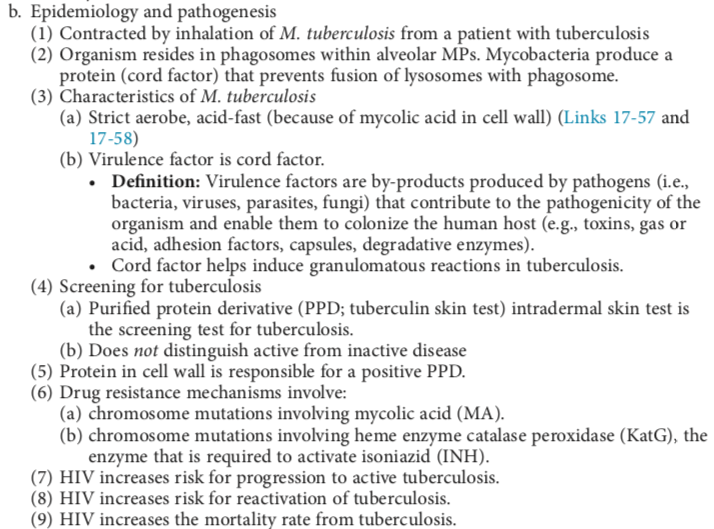 b. Epidemiology and pathogenesis
(1) Contracted by inhalation of M. tuberculosis from a patient with tuberculosis
(2) Organism resides in phagosomes within alveolar MPs. Mycobacteria produce a
protein (cord factor) that prevents fusion of lysosomes with phagosome.
(3) Characteristics of M. tuberculosis
(a) Strict aerobe, acid-fast (because of mycolic acid in cell wall) (Links 17-57 and
17-58)
(b) Virulence factor is cord factor.
• Definition: Virulence factors are by-products produced by pathogens (i.e.,
bacteria, viruses, parasites, fungi) that contribute to the pathogenicity of the
organism and enable them to colonize the human host (e.g., toxins, gas or
acid, adhesion factors, capsules, degradative enzymes).
• Cord factor helps induce granulomatous reactions in tuberculosis.
(4) Screening for tuberculosis
(a) Purified protein derivative (PPD; tuberculin skin test) intradermal skin test is
the screening test for tuberculosis.
(b) Does not distinguish active from inactive disease
(5) Protein in cell wall is responsible for a positive PPD.
(6) Drug resistance mechanisms involve:
(a) chromosome mutations involving mycolic acid (MA).
(b) chromosome mutations involving heme enzyme catalase peroxidase (KatG), the
enzyme that is required to activate isoniazid (INH).
(7) HIV increases risk for progression to active tuberculosis.
(8) HIV increases risk for reactivation of tuberculosis.
(9) HIV increases the mortality rate from tuberculosis.